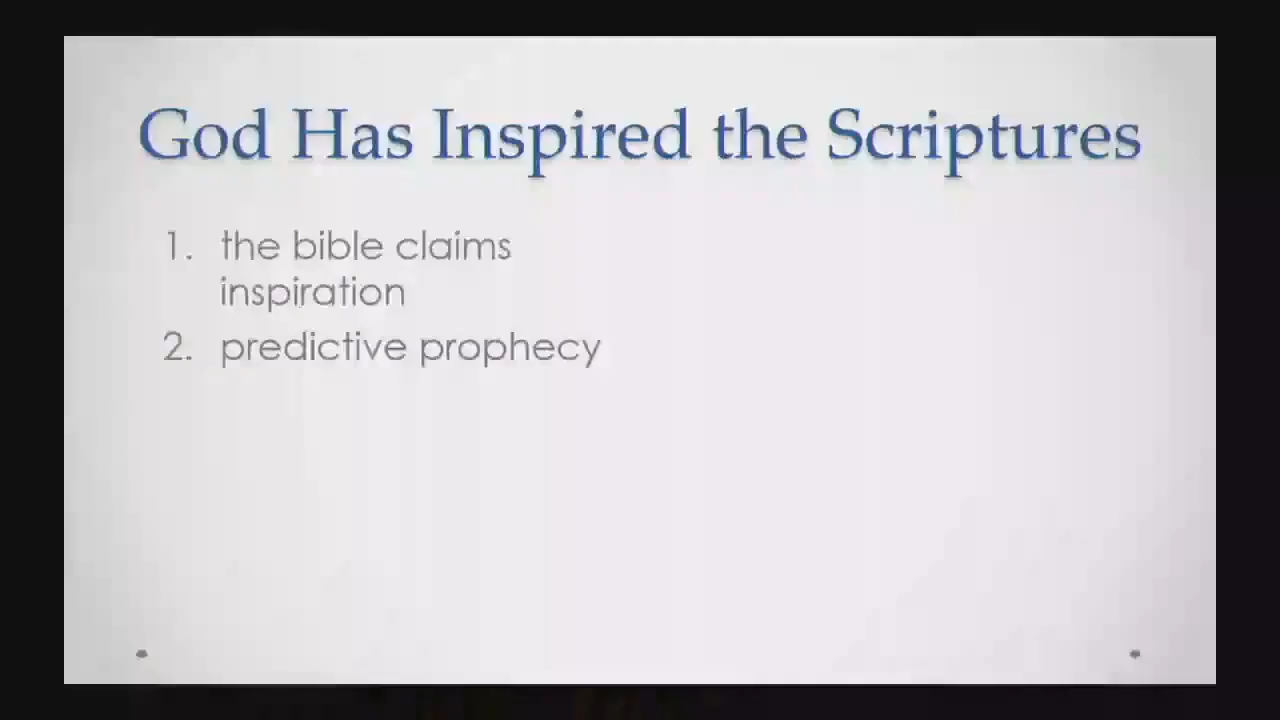 God Has Inspired the Scriptures
1. the bible claims
inspiration
2. predictive prophecy